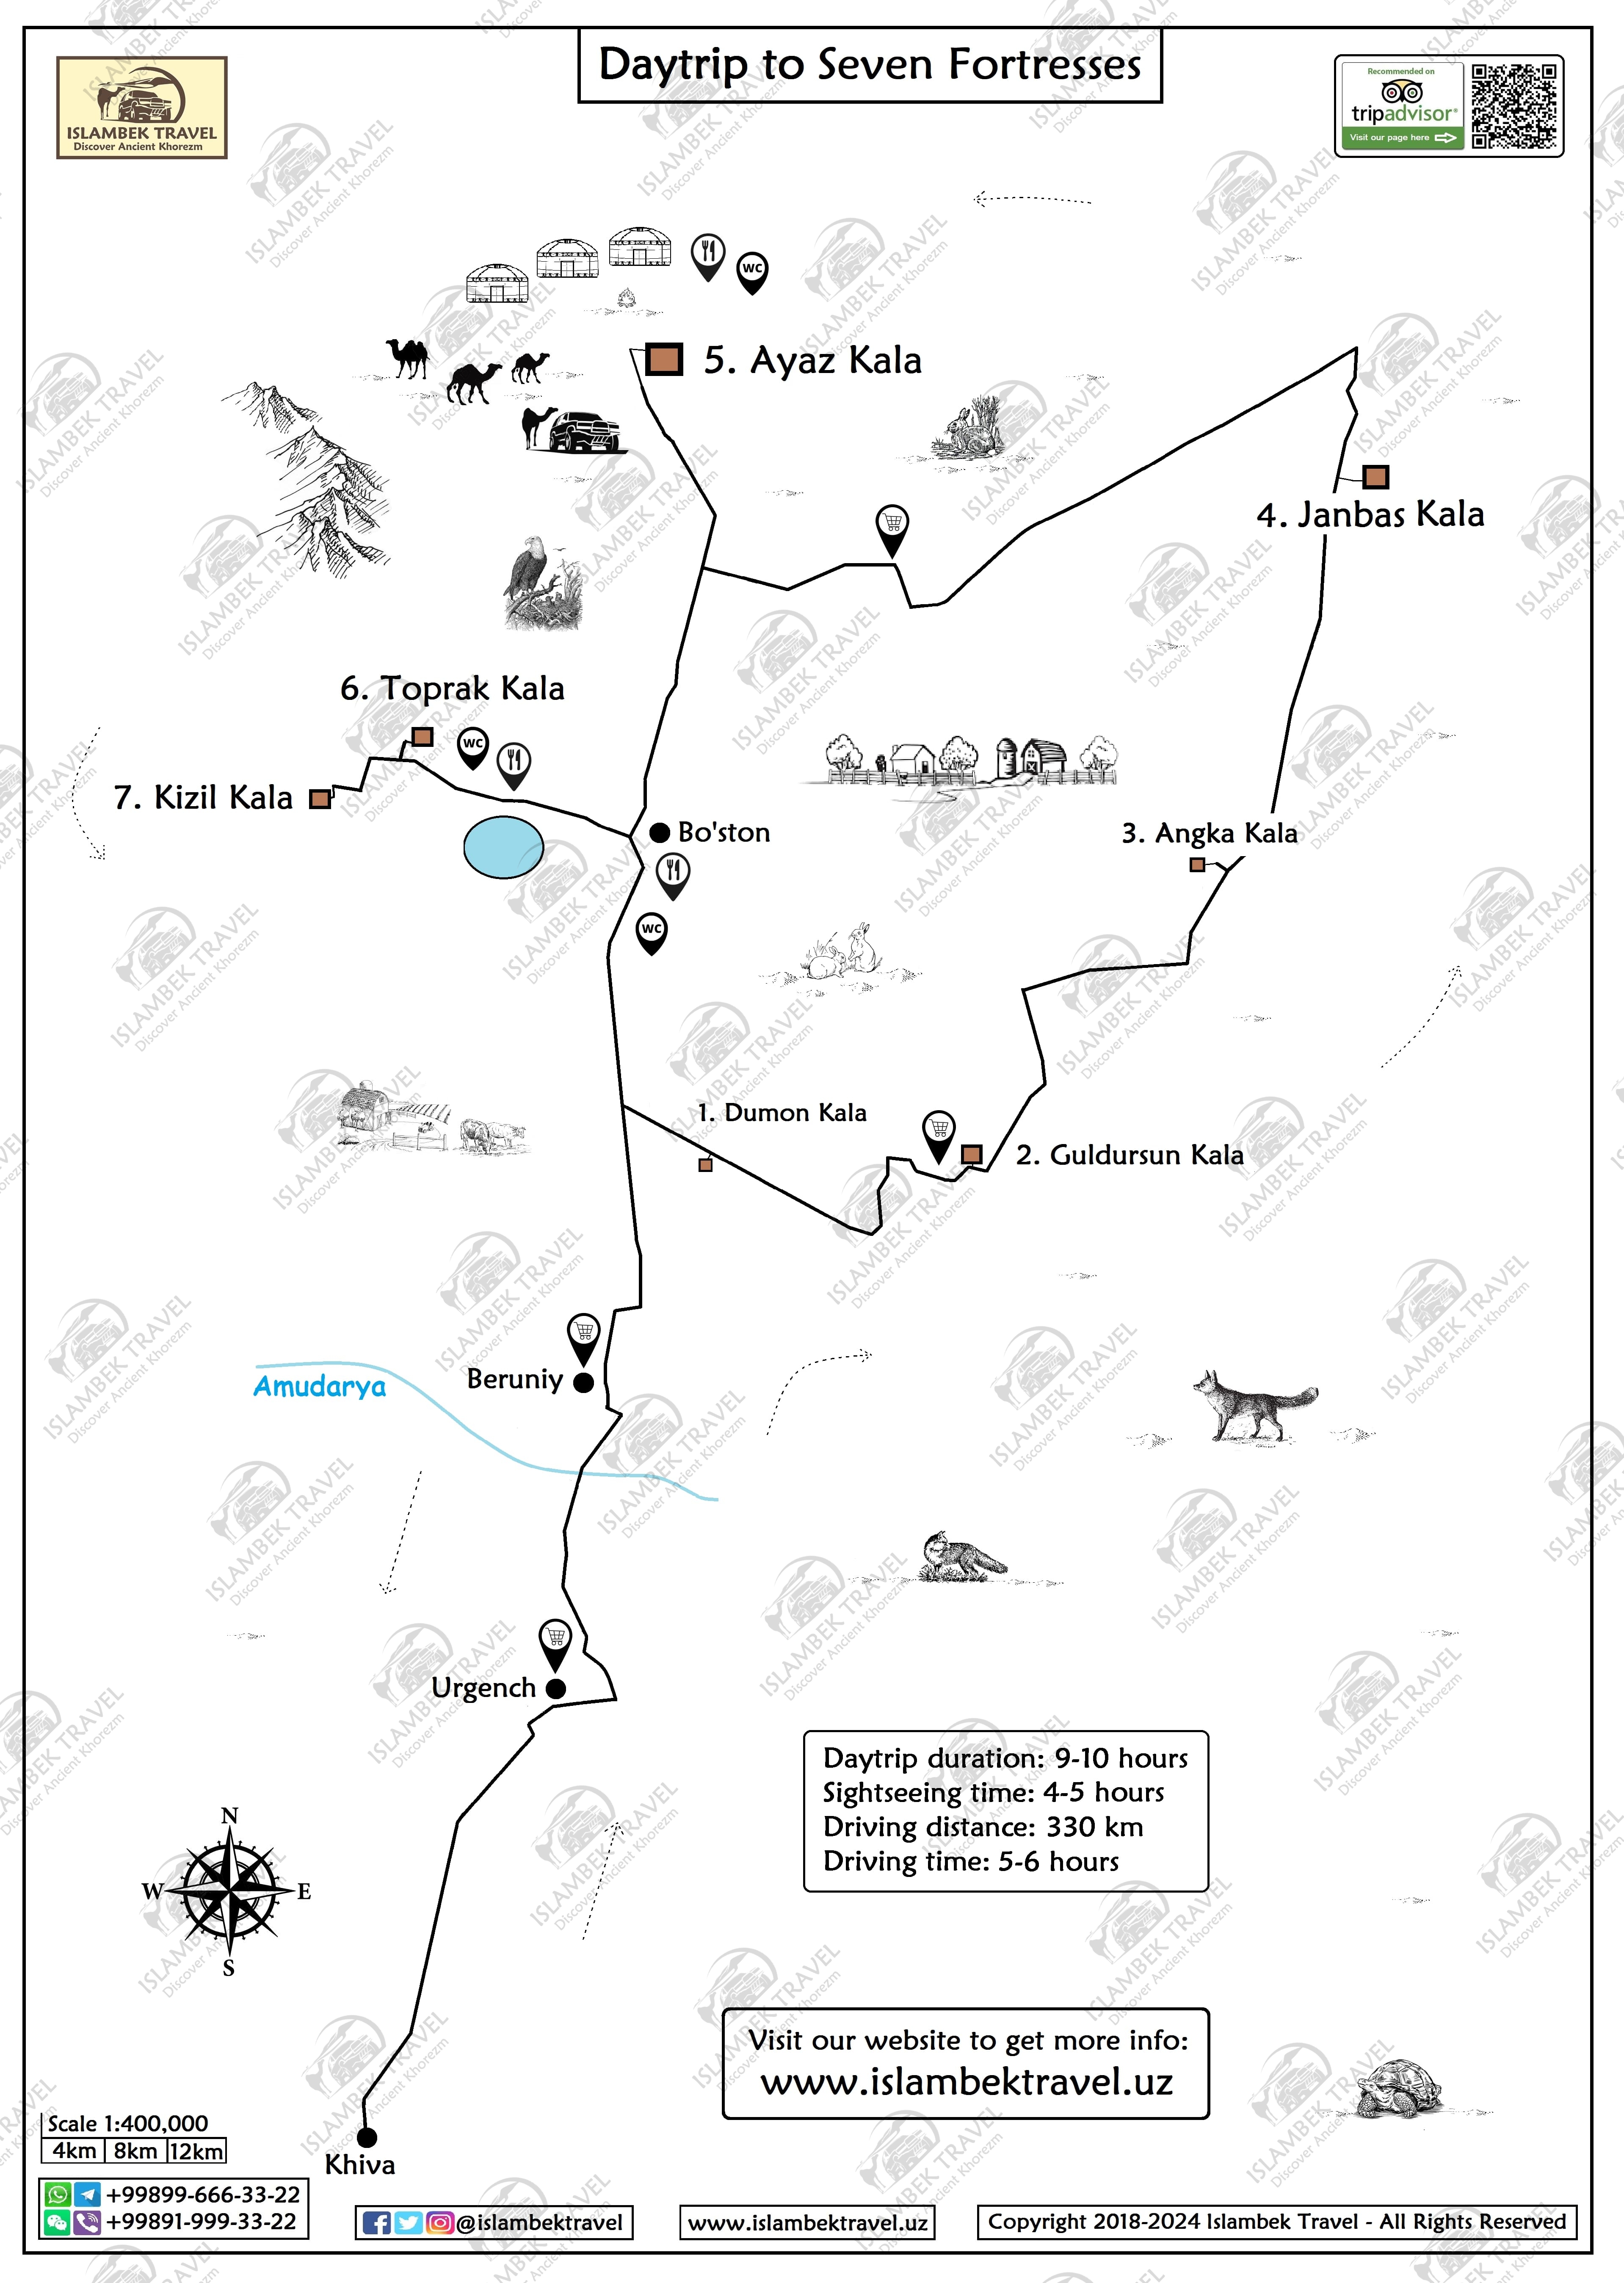 Daytrip to Seven Fortresses
ISLAMBEK TRAVEL
Discover Ancient Khorezm
Recommended on
tripadvisor®
Visit our page here
WC
5. Ayaz Kala
4. Janbas Kala
6. Toprak Kala
WC
7. Kizil Kala
Bo'ston
3. Angka Kala
WC
1. Dumon Kala
2. Guldursun Kala
Beruniy
Amudarya
Urgench
Daytrip duration: 9-10 hours
Sightseeing time: 4-5 hours
Driving distance: 330 km
Driving time: 5-6 hours
N
W E
S
Visit our website to get more info:
www.islambektravel.uz
Scale 1:400,000
4km 8km 12km
Khiva
+99899-666-33-22
+99891-999-33-22
@islambektravel
www.islambektravel.uz
Copyright 2018-2024 Islambek Travel - All Rights Reserved